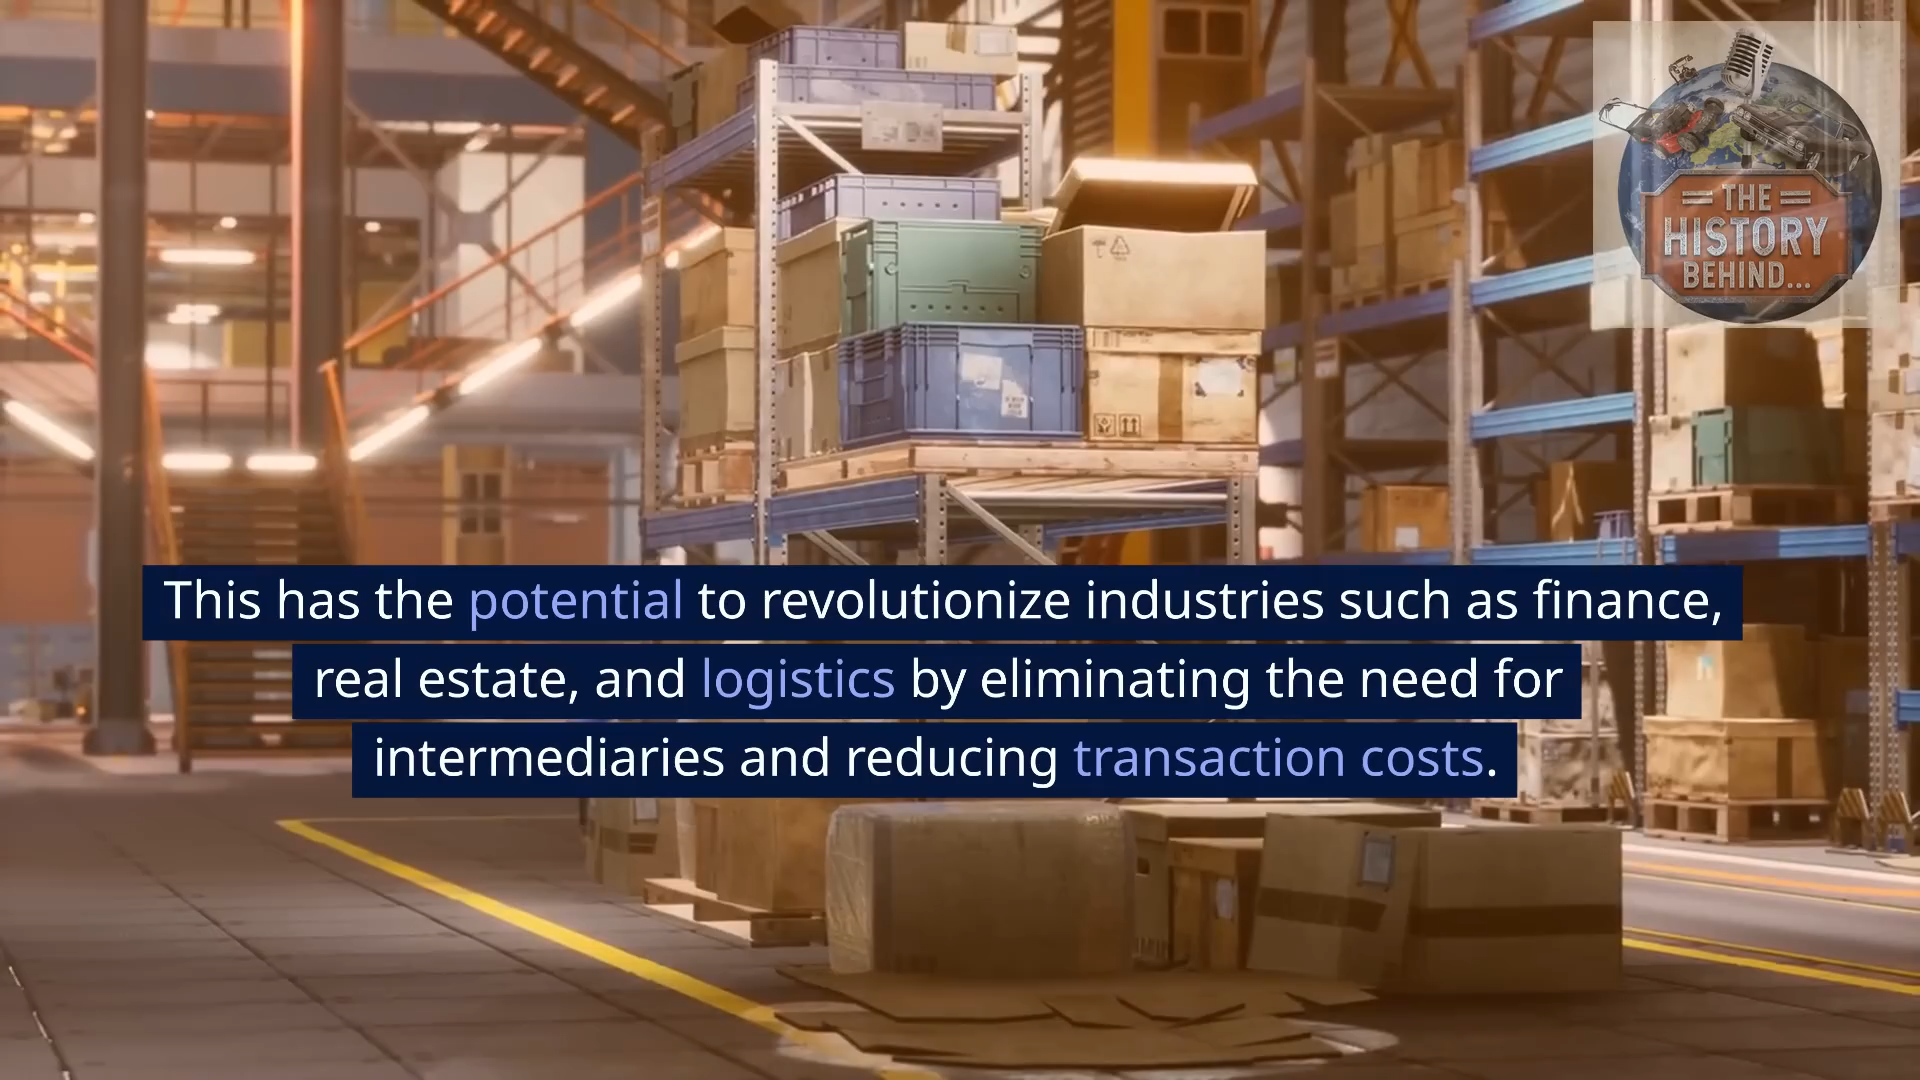 THE
HISTORY
BEHIND...
This has the potential to revolutionize industries such as finance,
real estate, and logistics by eliminating the need for
intermediaries and reducing transaction costs.